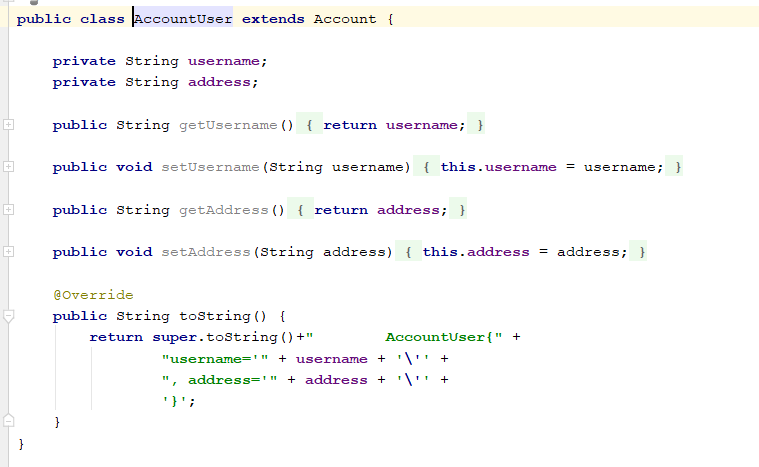 public class AccountUser extends Account {
private String username;
private String address;
public String getUsername() { return username; }
public void setUsername(String username) { this.username = username; }
public String getAddress() { return address; }
public void setAddress(String address) { this.address = address; }
@Override
public String toString() {
return super.toString()+"        AccountUser{" +
"username='" + username + '\'' +
", address='" + address + '\'' +
'}';
}
}